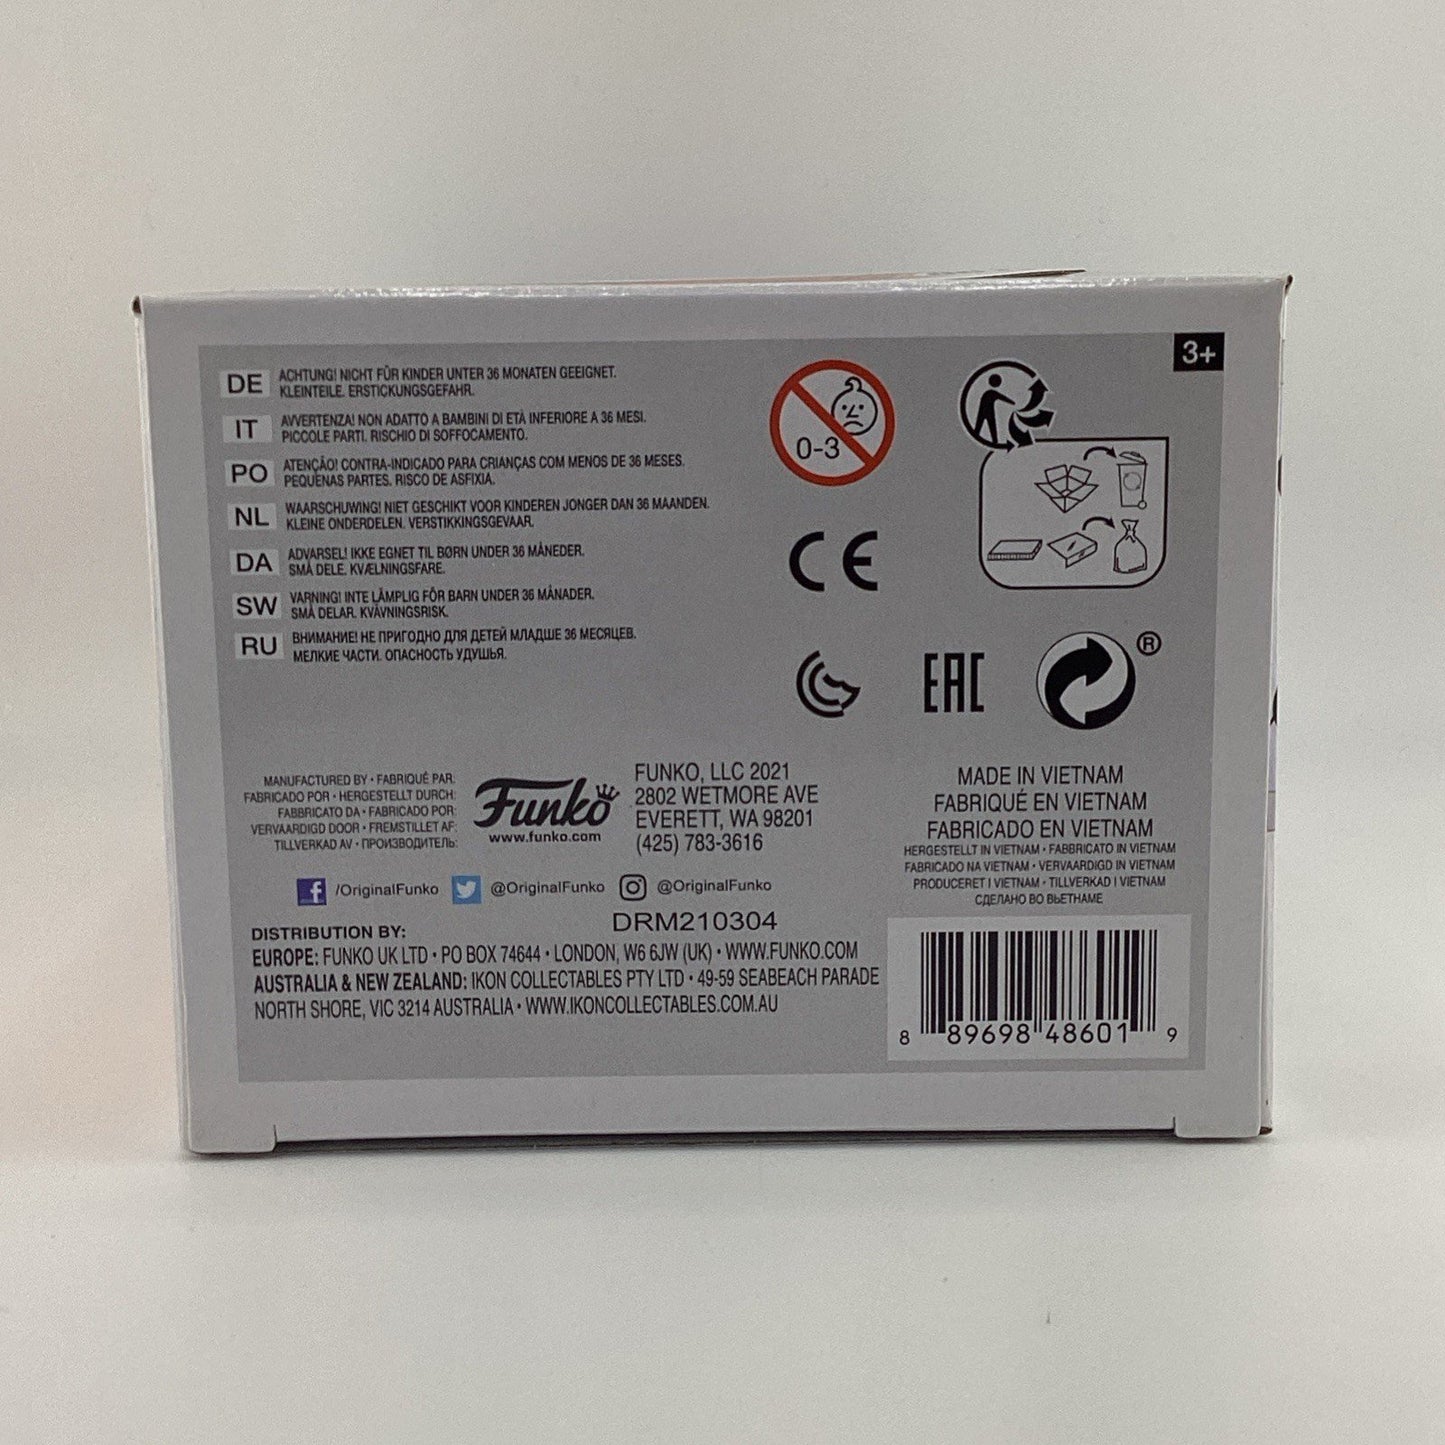 3+
DE ACHTUNG! NICHT FÜR KINDER UNTER 36 MONATEN GEEIGNET.
KLEINTEILE. ERSTICKUNGSGEFAHR.
IT AVVERTENZA! NON ADATTO A BAMBINI DI ETÀ INFERIORE A 36 MESI.
PICCOLE PARTI. RISCHIO DI SOFFOCAMENTO.
PO ATENÇÃO! CONTRA-INDICADO PARA CRIANÇAS COM MENOS DE 36 MESES.
PEQUENAS PARTES. RISCO DE ASFIXIA.
NL WAARSCHUWING! NIET GESCHIKT VOOR KINDEREN JONGER DAN 36 MAANDEN.
KLEINE ONDERDELEN. VERSTIKKINGSGEVAAR.
DA ADVARSEL! IKKE EGNET TIL BØRN UNDER 36 MÅNEDER.
SMÅ DELE. KVÆLNINGSFARE.
SW VARNING! INTE LÄMPLIG FÖR BARN UNDER 36 MÅNADER.
SMÅ DELAR. KVÄVNINGSRISK.
RU ВНИМАНИЕ! НЕ ПРИГОДНО ДЛЯ ДЕТЕЙ МЛАДШЕ 36 МЕСЯЦЕВ.
МЕЛКИЕ ЧАСТИ. ОПАСНОСТЬ УДУШЬЯ.
0-3
CE
EAC
®
MANUFACTURED BY • FABRIQUÉ PAR:
FABRICADO POR • HERGESTELLT DURCH:
FABBRICATO DA • FABRICADO POR:
VERVAARDIGD DOOR • FREMSTILLET AF:
TILLVERKAD AV • ПРОИЗВОДИТЕЛЬ:
Funko
www.funko.com
FUNKO, LLC 2021
2802 WETMORE AVE
EVERETT, WA 98201
(425) 783-3616
/OriginalFunko @OriginalFunko @OriginalFunko
DRM210304
DISTRIBUTION BY:
EUROPE: FUNKO UK LTD • PO BOX 74644 • LONDON, W6 6JW (UK) • WWW.FUNKO.COM
AUSTRALIA & NEW ZEALAND: IKON COLLECTABLES PTY LTD • 49-59 SEABEACH PARADE
NORTH SHORE, VIC 3214 AUSTRALIA • WWW.IKONCOLLECTABLES.COM.AU
MADE IN VIETNAM
FABRIQUÉ EN VIETNAM
FABRICADO EN VIETNAM
HERGESTELLT IN VIETNAM • FABBRICATO IN VIETNAM
FABRICADO NA VIETNAM • VERVAARDIGD IN VIETNAM
PRODUCERET I VIETNAM • TILLVERKAD I VIETNAM
СДЕЛАНО ВО ВЬЕТНАМЕ
8 89698 48601 9